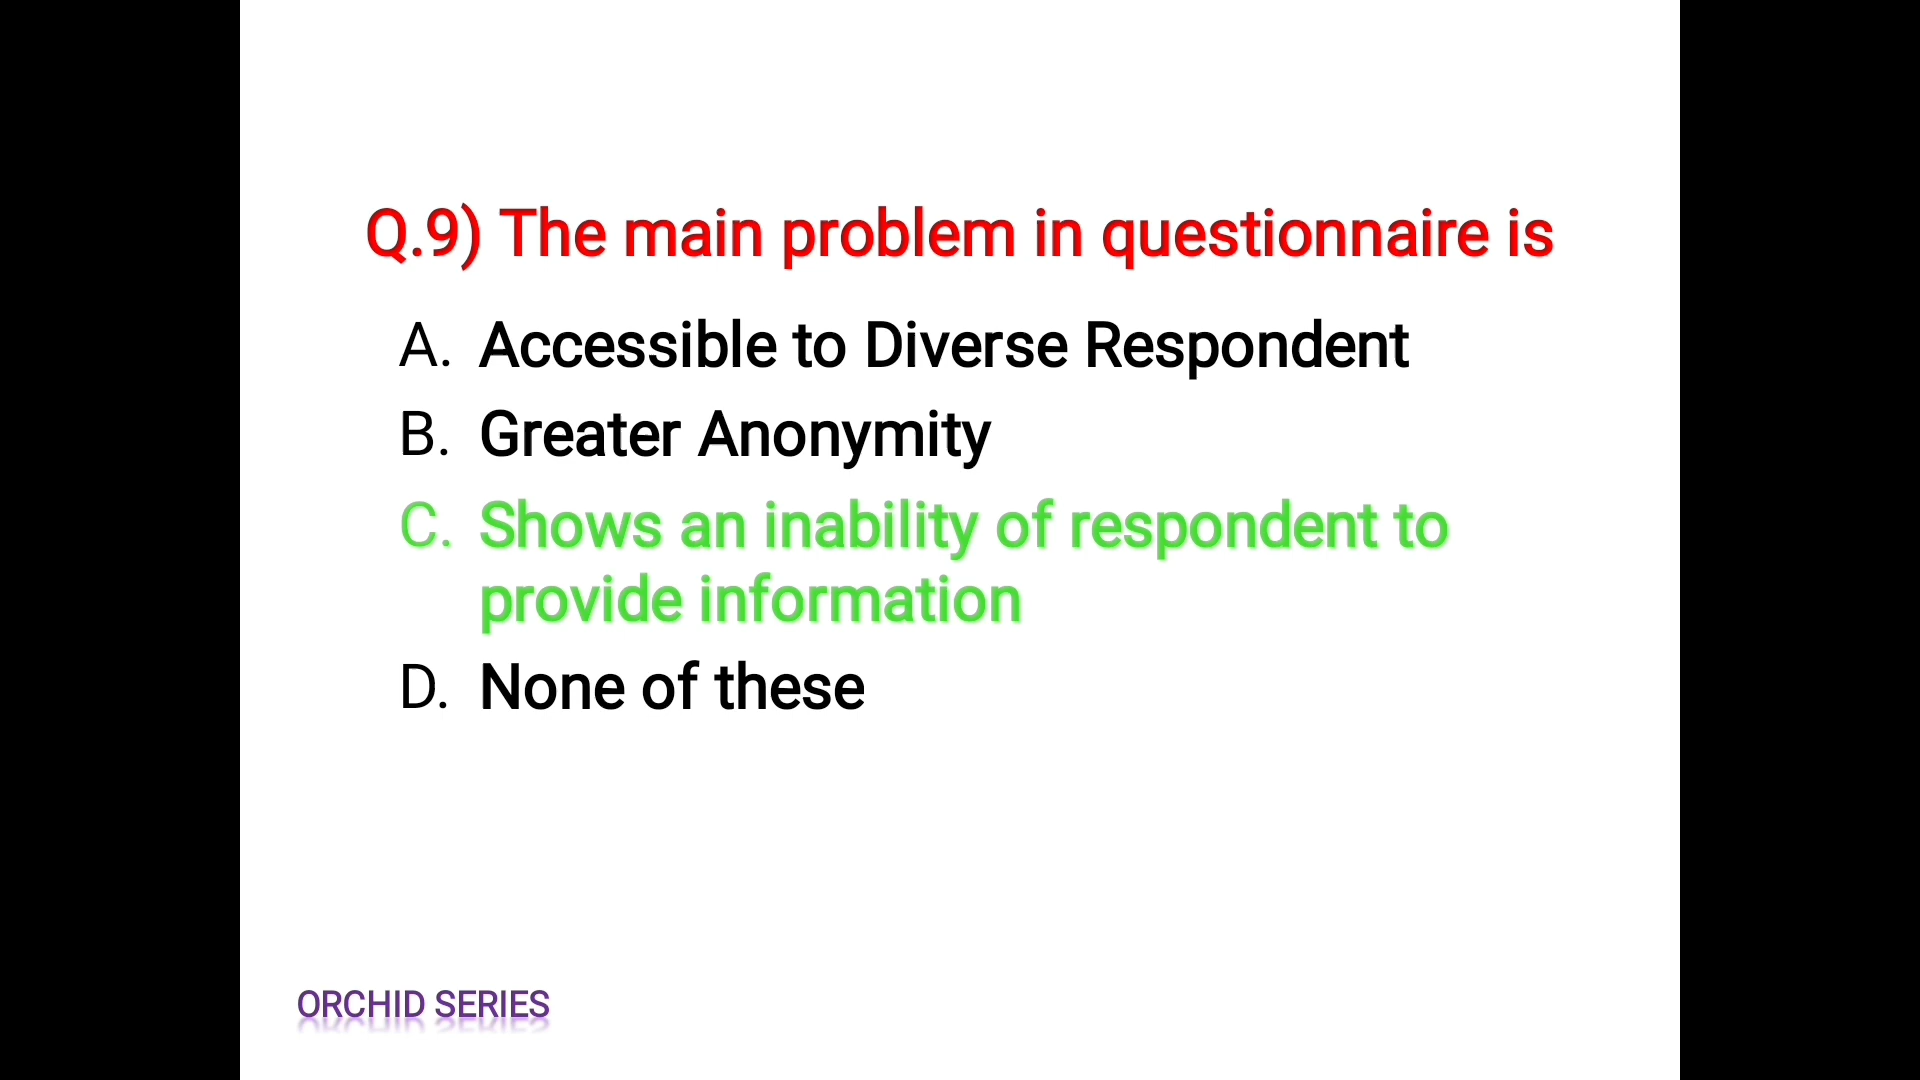 Q.9) The main problem in questionnaire is
A. Accessible to Diverse Respondent
B. Greater Anonymity
C. Shows an inability of respondent to
provide information
D. None of these
ORCHID SERIES